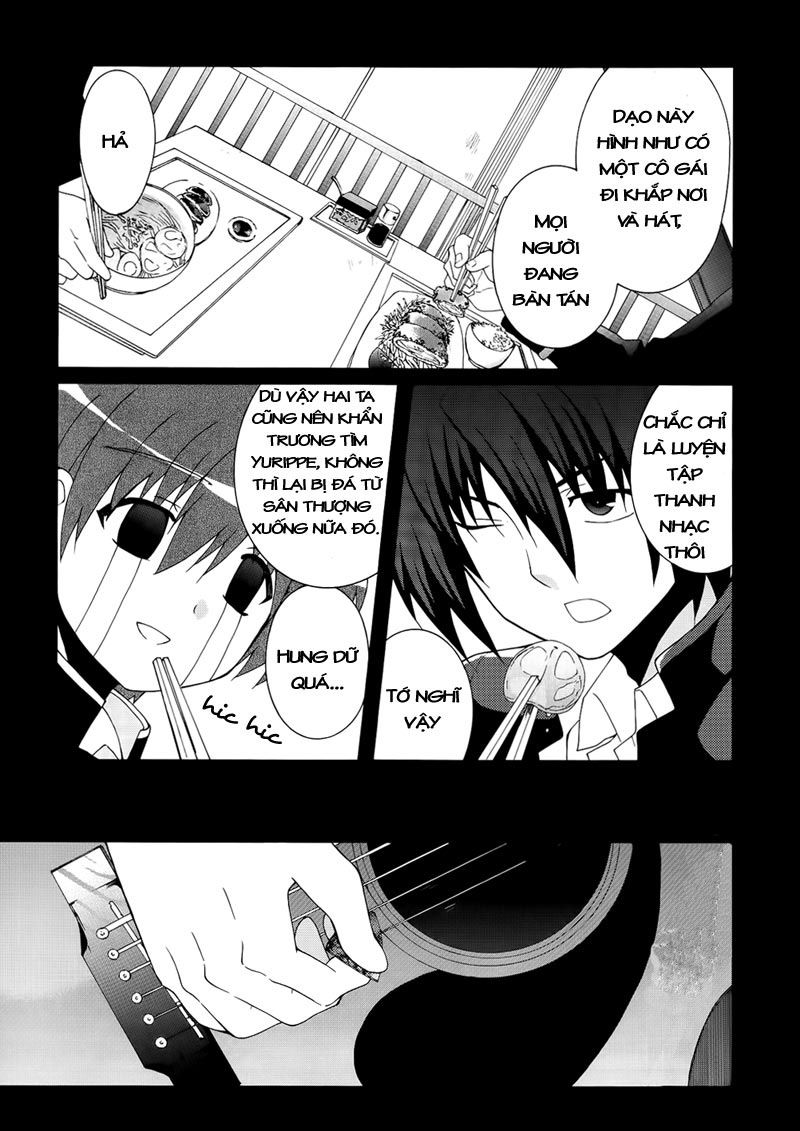 DẠO NÀY
HÌNH NHƯ CÓ
MỘT CÔ GÁI
ĐI KHẮP NƠI
VÀ HÁT,
MỌI
NGƯỜI
ĐANG
BÀN TÁN
HẢ
CHẮC CHỈ
LÀ LUYỆN
TẬP
THANH
NHẠC
THÔI
TỚ NGHĨ
VẬY
DÙ VẬY HAI TA
CŨNG NÊN KHẨN
TRƯƠNG TÌM
YURIPPE, KHÔNG
THÌ LẠI BỊ ĐÁ TỪ
SÂN THƯỢNG
XUỐNG NỮA ĐÓ.
HUNG DỮ
QUÁ...
hic hic